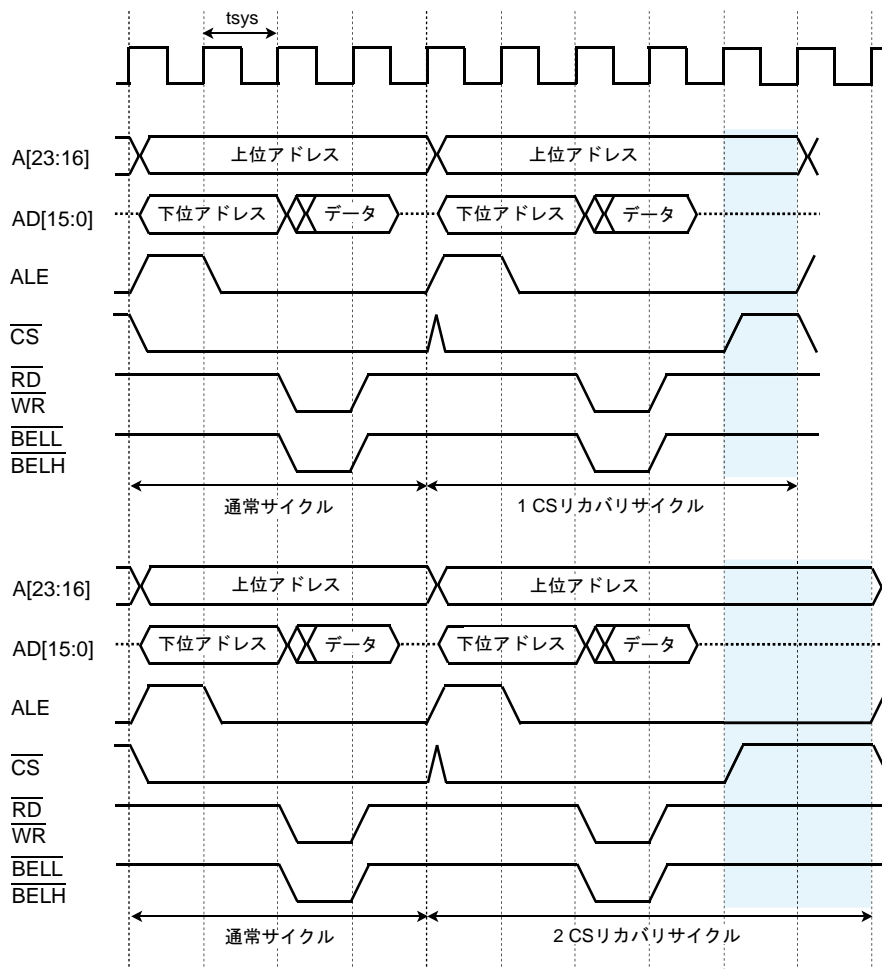 tsys
A[23:16]
上位アドレス
上位アドレス
AD[15:0]
下位アドレス
データ
下位アドレス
データ
ALE
CS
RD
WR
BELL
BELH
通常サイクル
1 CSリカバリサイクル
A[23:16]
上位アドレス
上位アドレス
AD[15:0]
下位アドレス
データ
下位アドレス
データ
ALE
CS
RD
WR
BELL
BELH
通常サイクル
2 CSリカバリサイクル